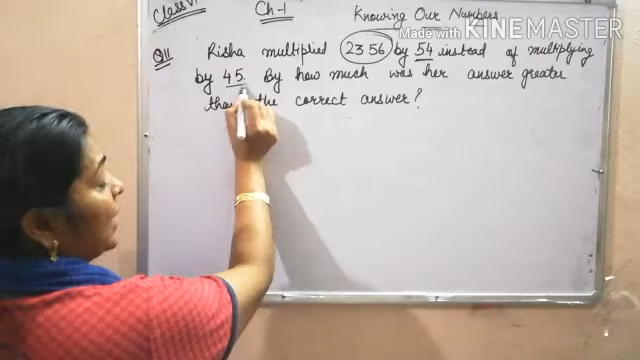 Class VI
Ch-1
Knowing Our Numbers
Made with KINEMASTER
Q11 Risha multiplied 2356 by 54 instead of multiplying
by 45. By how much was her answer greater
than the correct answer?